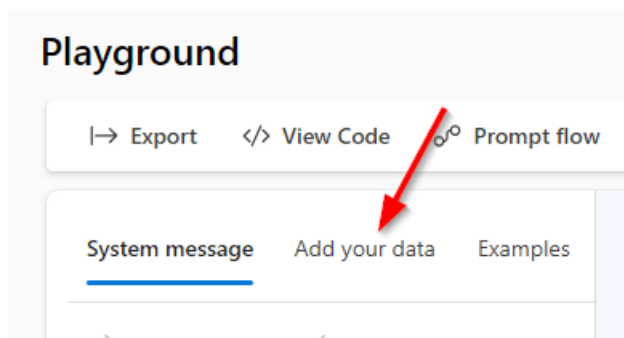 Playground
Export </> View Code Prompt flow
System message Add your data Examples